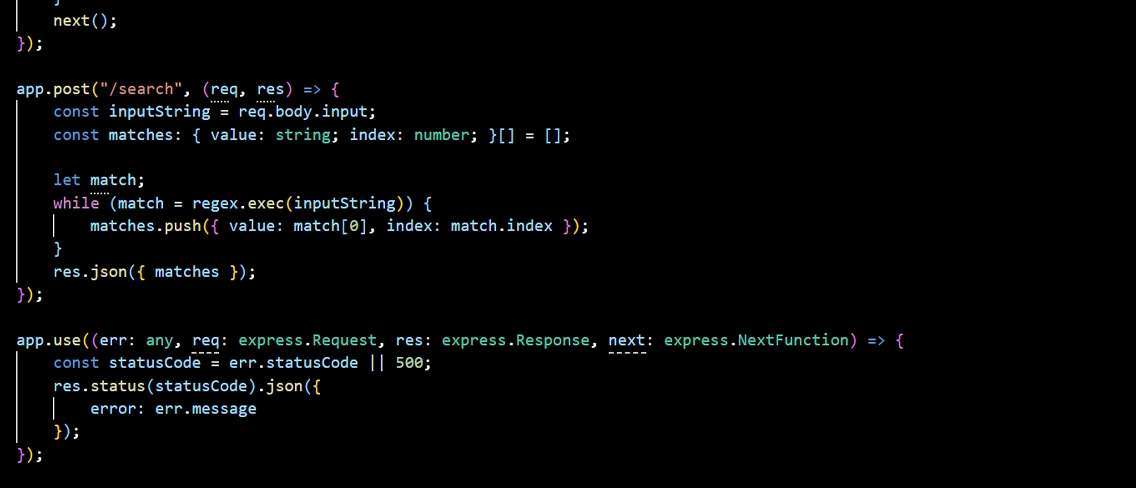 }
next();
});
app.post("/search", (req, res) => {
const inputString = req.body.input;
const matches: { value: string; index: number; }[] = [];
let match;
while (match = regex.exec(inputString)) {
matches.push({ value: match[0], index: match.index });
}
res.json({ matches });
});
app.use((err: any, req: express.Request, res: express.Response, next: express.NextFunction) => {
const statusCode = err.statusCode || 500;
res.status(statusCode).json({
error: err.message
});
});